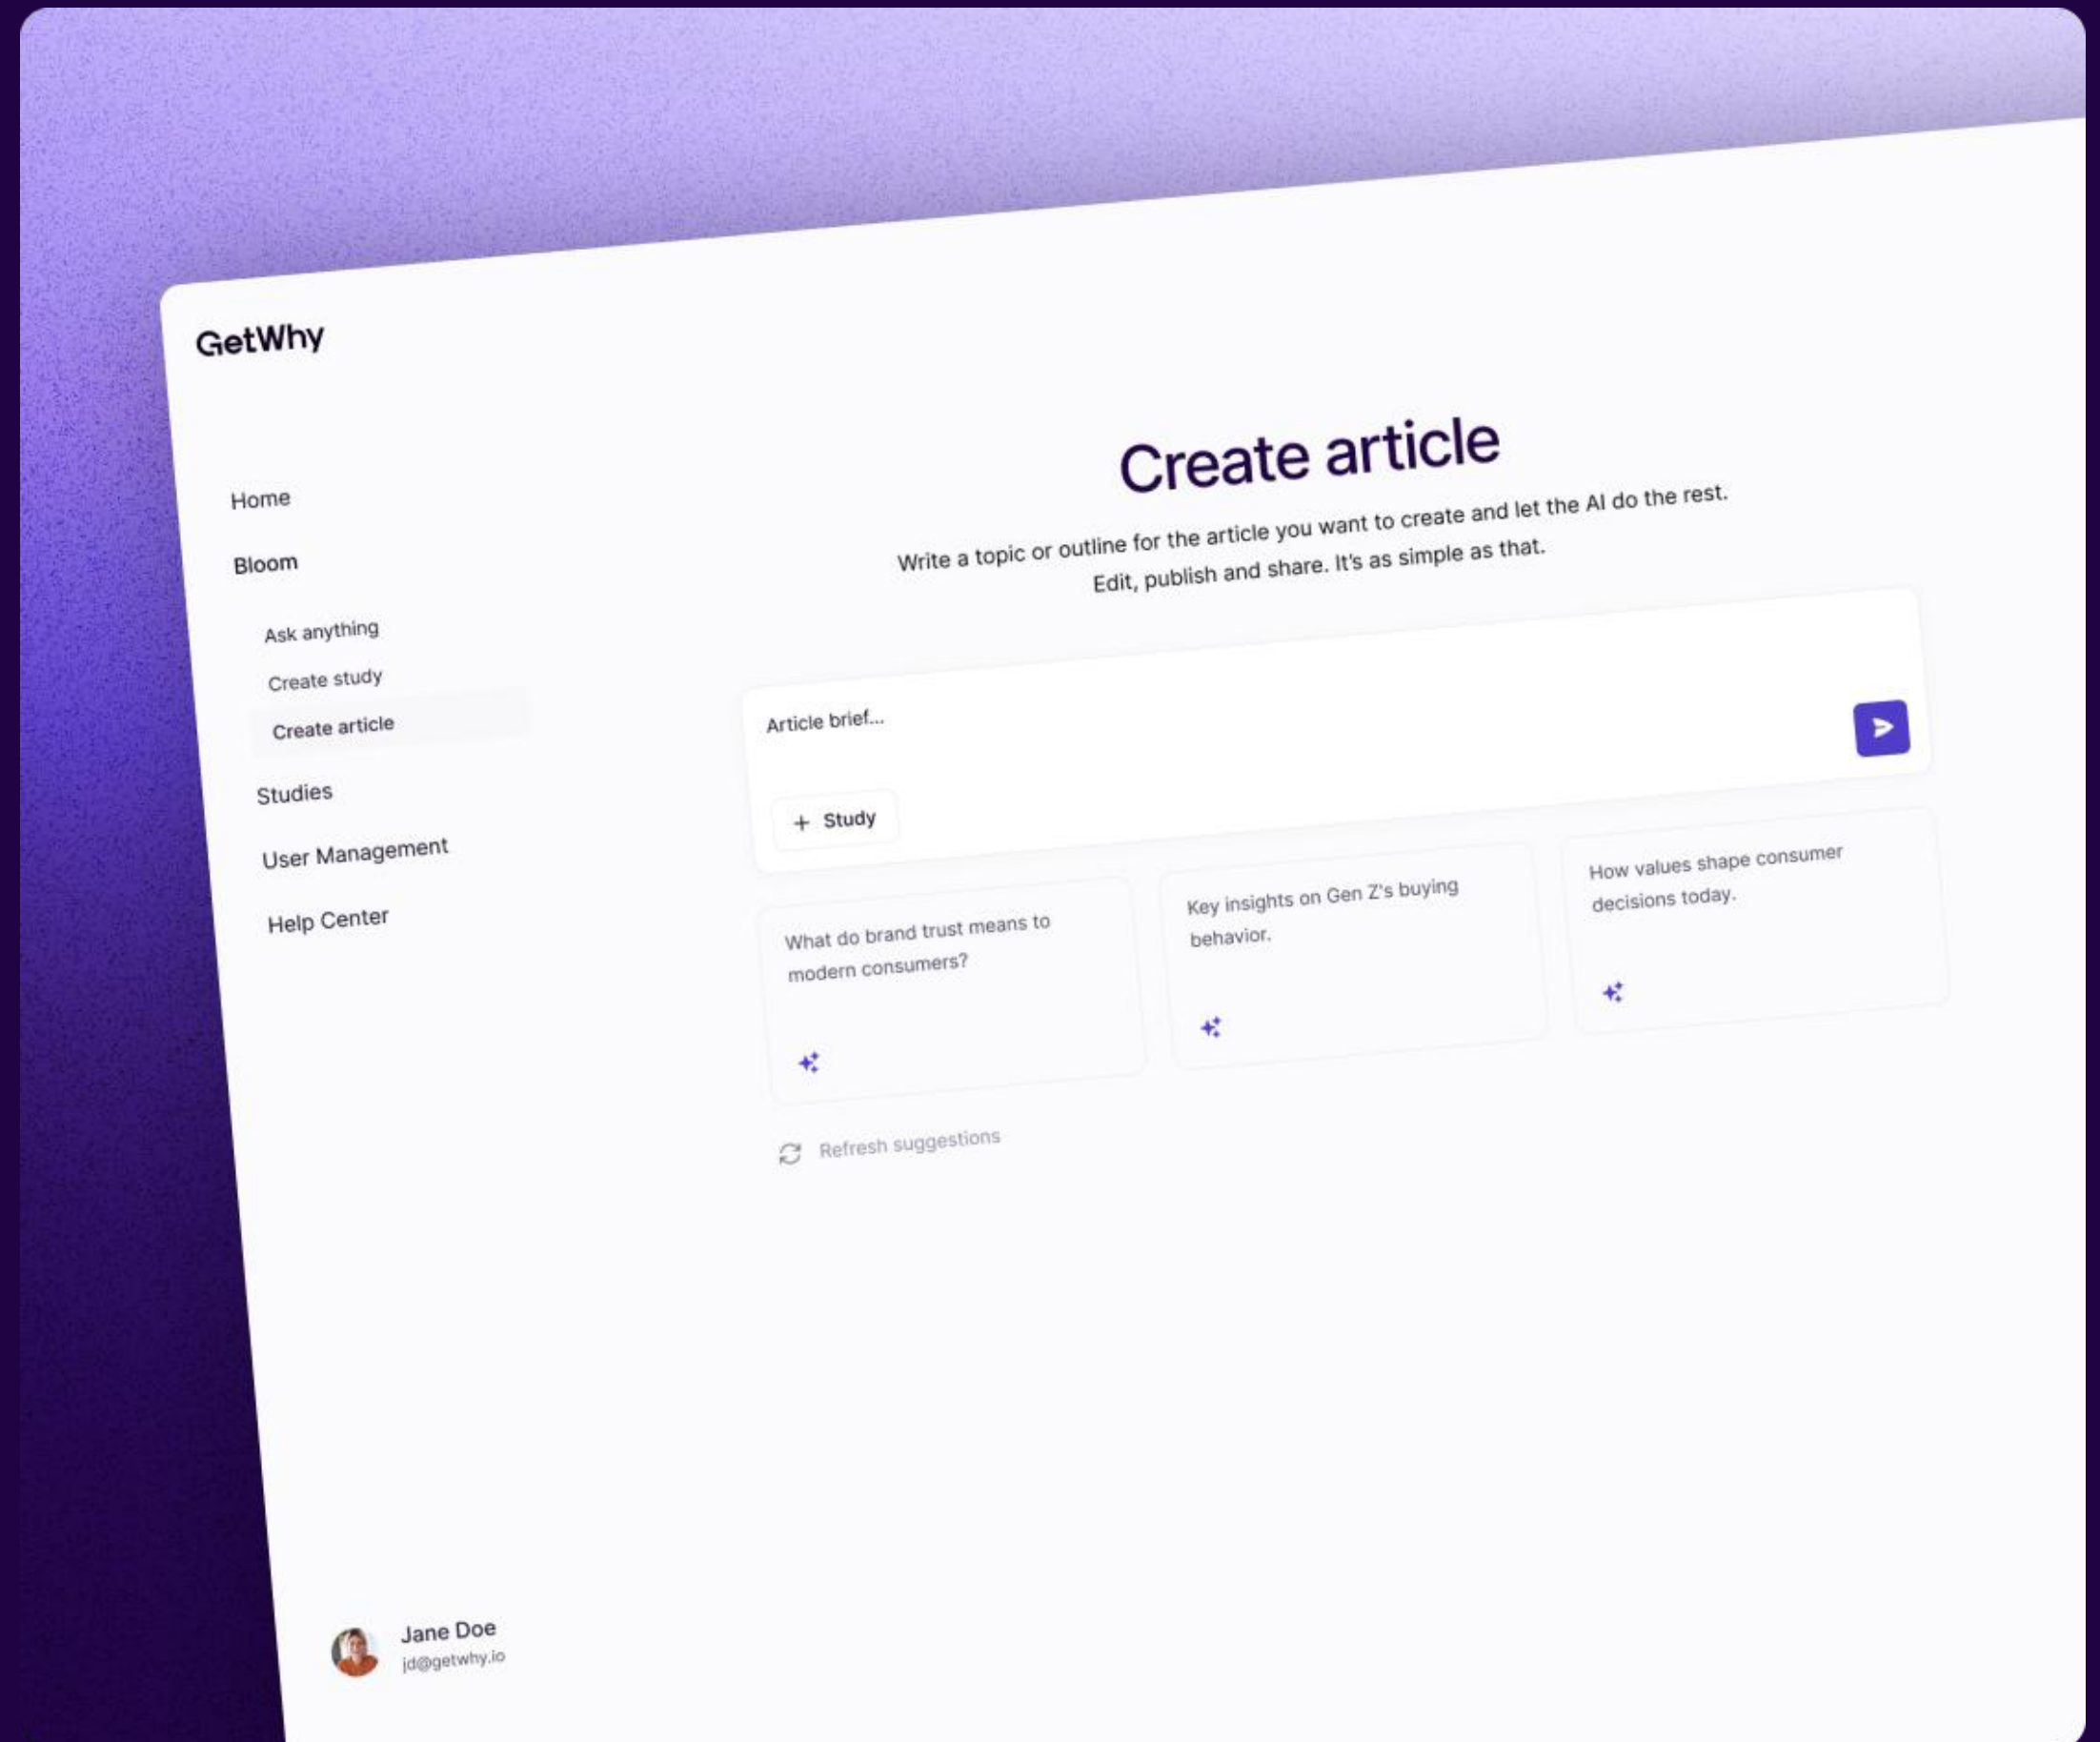 GetWhy
Home
Bloom
Ask anything
Create study
Create article
Studies
User Management
Help Center
Jane Doe
jd@getwhy.io
Create article
Write a topic or outline for the article you want to create and let the AI do the rest.
Edit, publish and share. It's as simple as that.
Article brief...
+ Study
What do brand trust means to
modern consumers?
Key insights on Gen Z's buying
behavior.
How values shape consumer
decisions today.
Refresh suggestions